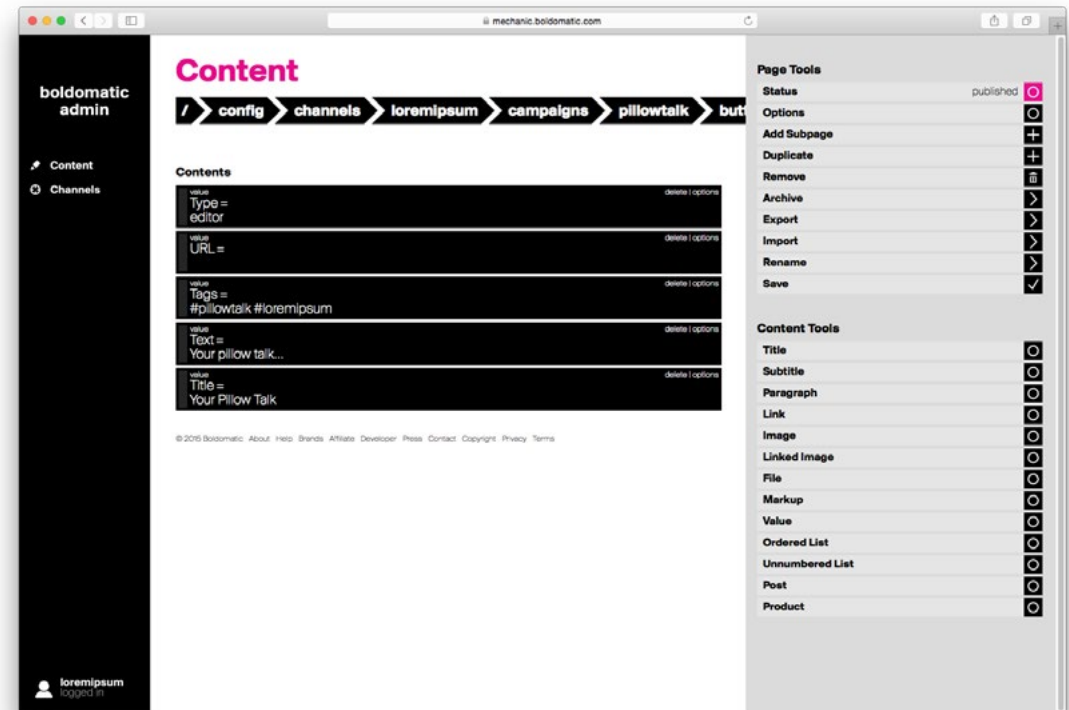 mechanic.boldomatic.com
boldomatic
admin
Content
Channels
loremipsum
logged in
Content
/ config channels loremipsum campaigns pillowtalk butt
Contents
value delete | options
Type =
editor
value delete | options
URL =
value delete | options
Tags =
#pillowtalk #loremipsum
value delete | options
Text =
Your pillow talk...
value delete | options
Title =
Your Pillow Talk
© 2015 Boldomatic About Help Brands Affiliate Developer Press Contact Copyright Privacy Terms
Page Tools
Status published
Options
Add Subpage
Duplicate
Remove
Archive
Export
Import
Rename
Save
Content Tools
Title
Subtitle
Paragraph
Link
Image
Linked Image
File
Markup
Value
Ordered List
Unnumbered List
Post
Product